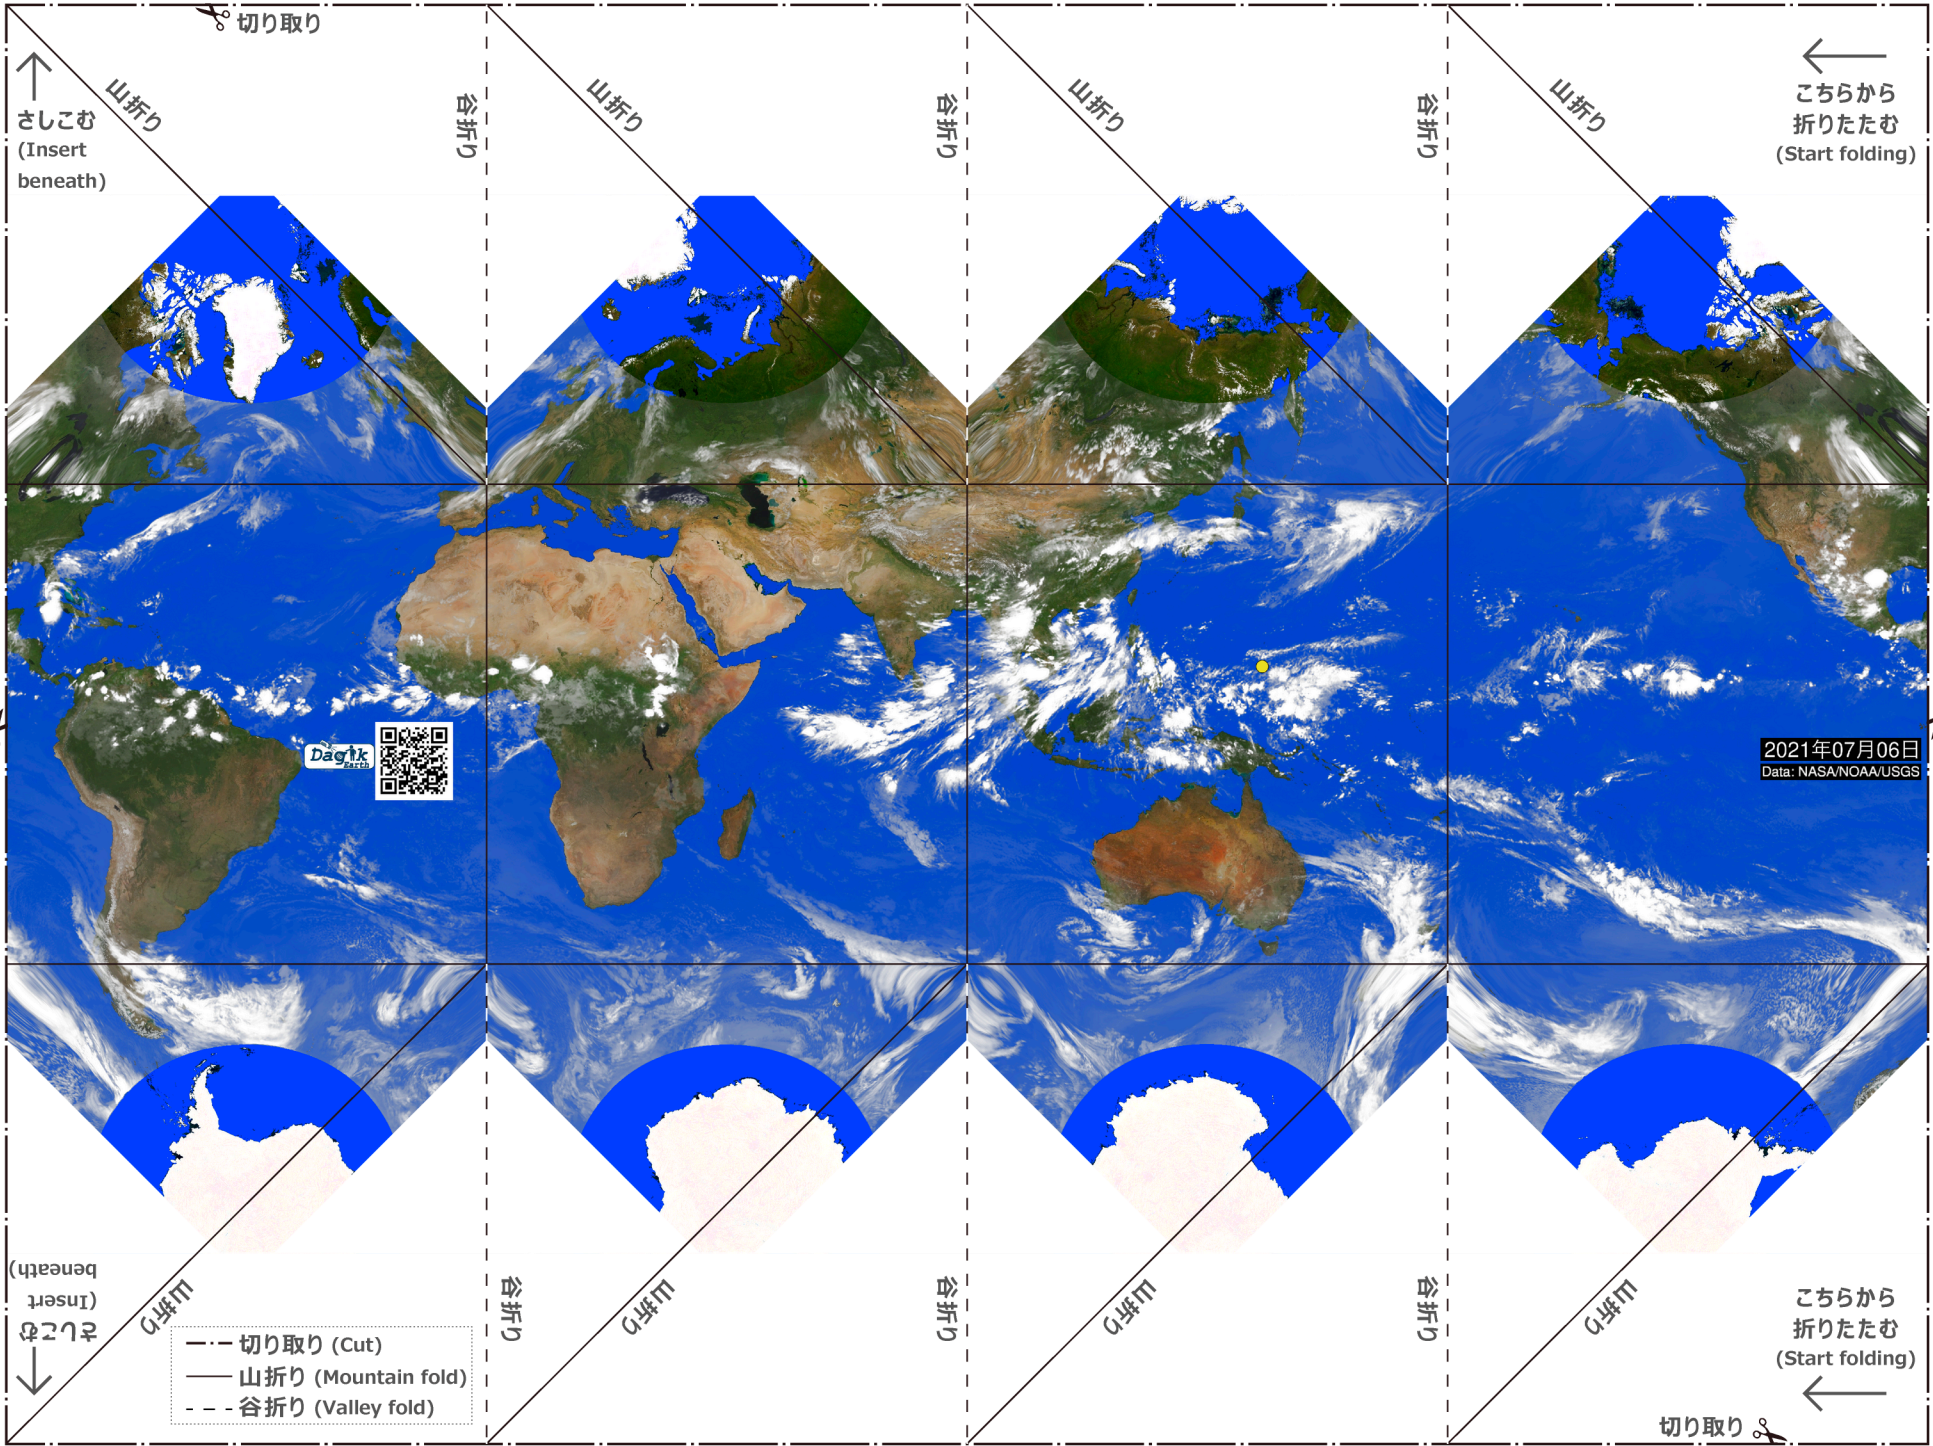 切り取り
山折り
谷折り
山折り
谷折り
山折り
谷折り
山折り
さしこむ
(Insert
beneath)
こちらから
折りたたむ
(Start folding)
Dagik
Earth
2021年07月06日
Data: NASA/NOAA/USGS
さしこむ
(Insert
beneath)
山折り
谷折り
山折り
谷折り
山折り
谷折り
山折り
こちらから
折りたたむ
(Start folding)
切り取り (Cut)
山折り (Mountain fold)
谷折り (Valley fold)
切り取り